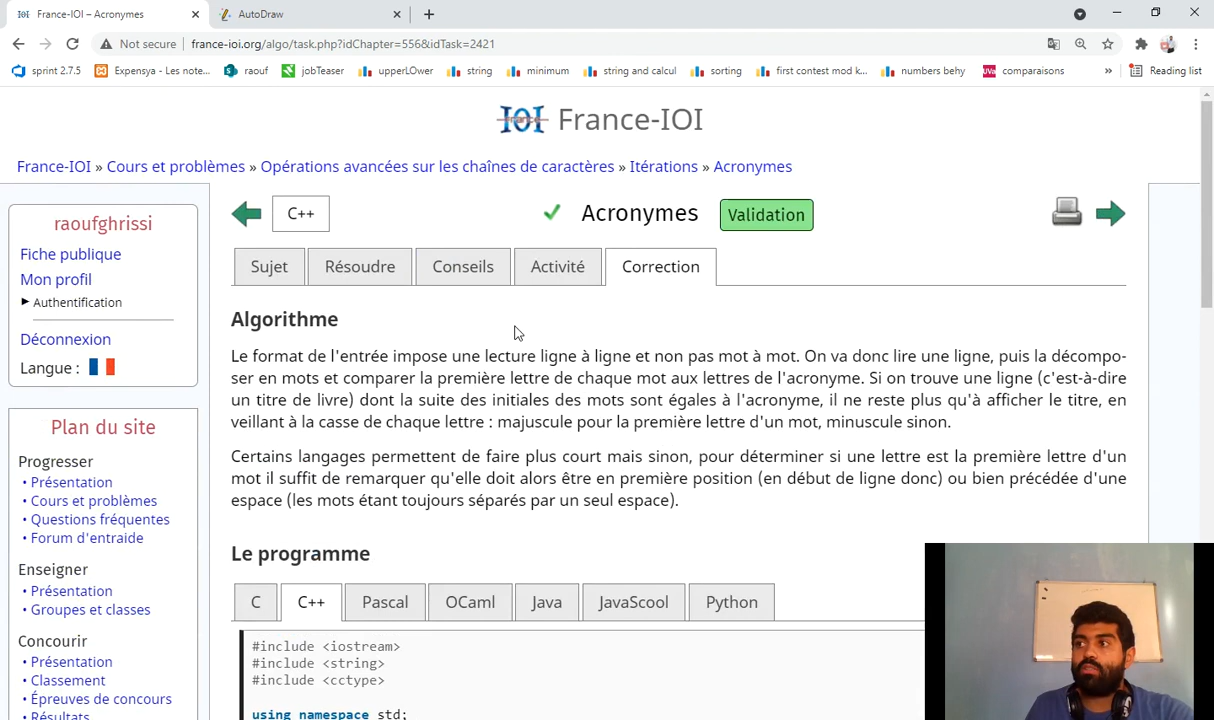 France-IOI – Acronymes
AutoDraw
Not secure
france-ioi.org/algo/task.php?idChapter=556&idTask=2421
sprint 2.7.5
Expensya - Les note...
raouf
jobTeaser
upperLOwer
string
minimum
string and calcul
sorting
first contest mod k...
numbers behy
comparaisons
»
Reading list
IOI
France
France-IOI
France-IOI » Cours et problèmes » Opérations avancées sur les chaînes de caractères » Itérations » Acronymes
raoufghrissi
Fiche publique
Mon profil
Authentification
Déconnexion
Langue :
Plan du site
Progresser
• Présentation
• Cours et problèmes
• Questions fréquentes
• Forum d'entraide
Enseigner
• Présentation
• Groupes et classes
Concourir
• Présentation
• Classement
• Épreuves de concours
• Résultats
C++
Acronymes
Validation
Sujet
Résoudre
Conseils
Activité
Correction
Algorithme
Le format de l'entrée impose une lecture ligne à ligne et non pas mot à mot. On va donc lire une ligne, puis la décompo-
ser en mots et comparer la première lettre de chaque mot aux lettres de l'acronyme. Si on trouve une ligne (c'est-à-dire
un titre de livre) dont la suite des initiales des mots sont égales à l'acronyme, il ne reste plus qu'à afficher le titre, en
veillant à la casse de chaque lettre : majuscule pour la première lettre d'un mot, minuscule sinon.
Certains langages permettent de faire plus court mais sinon, pour déterminer si une lettre est la première lettre d'un
mot il suffit de remarquer qu'elle doit alors être en première position (en début de ligne donc) ou bien précédée d'une
espace (les mots étant toujours séparés par un seul espace).
Le programme
C
C++
Pascal
OCaml
Java
JavaScool
Python
#include <iostream>
#include <string>
#include <cctype>
using namespace std;